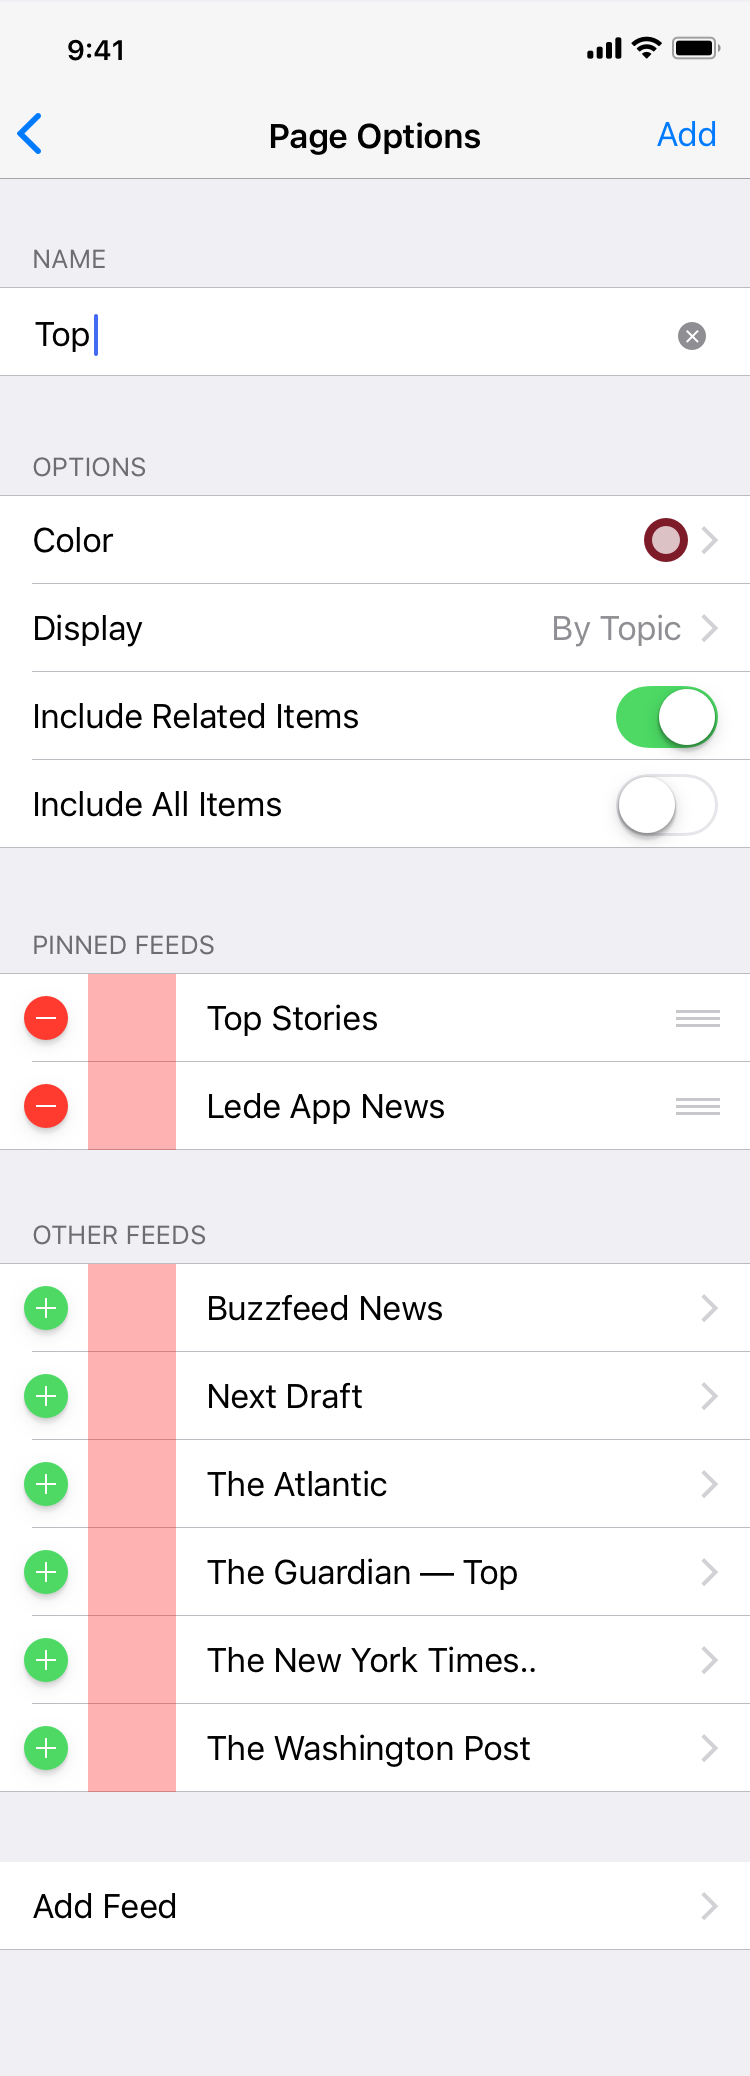 9:41
Page Options
Add
NAME
Top
OPTIONS
Color
Display
By Topic
Include Related Items
Include All Items
PINNED FEEDS
Top Stories
Lede App News
OTHER FEEDS
Buzzfeed News
Next Draft
The Atlantic
The Guardian — Top
The New York Times..
The Washington Post
Add Feed